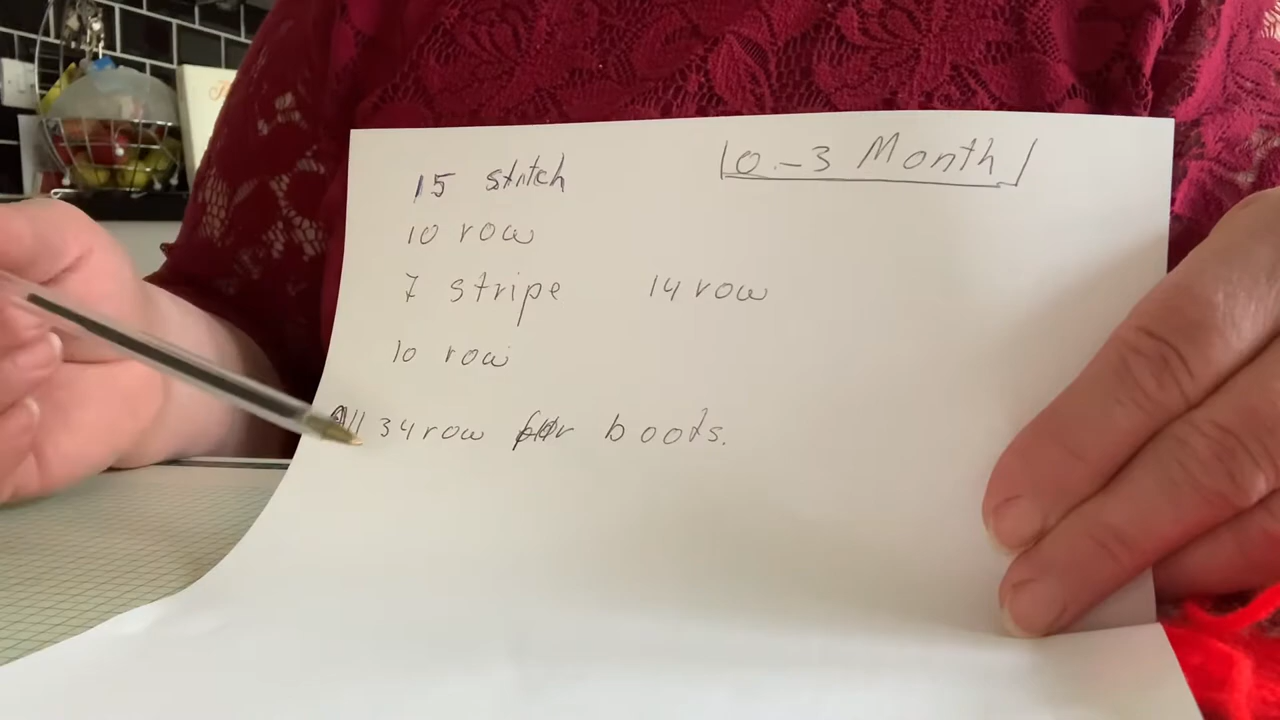 0-3 Month
15 stitch
10 row
7 stripe 14 row
10 row
All 34 row for boots.